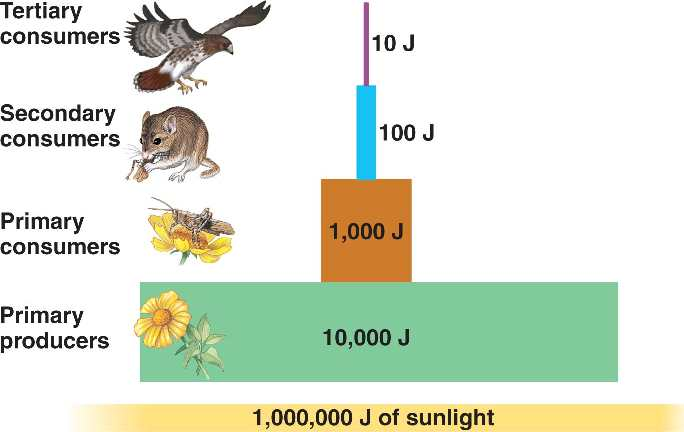 Tertiary
consumers
10 J
Secondary
consumers
100 J
Primary
consumers
1,000 J
Primary
producers
10,000 J
1,000,000 J of sunlight